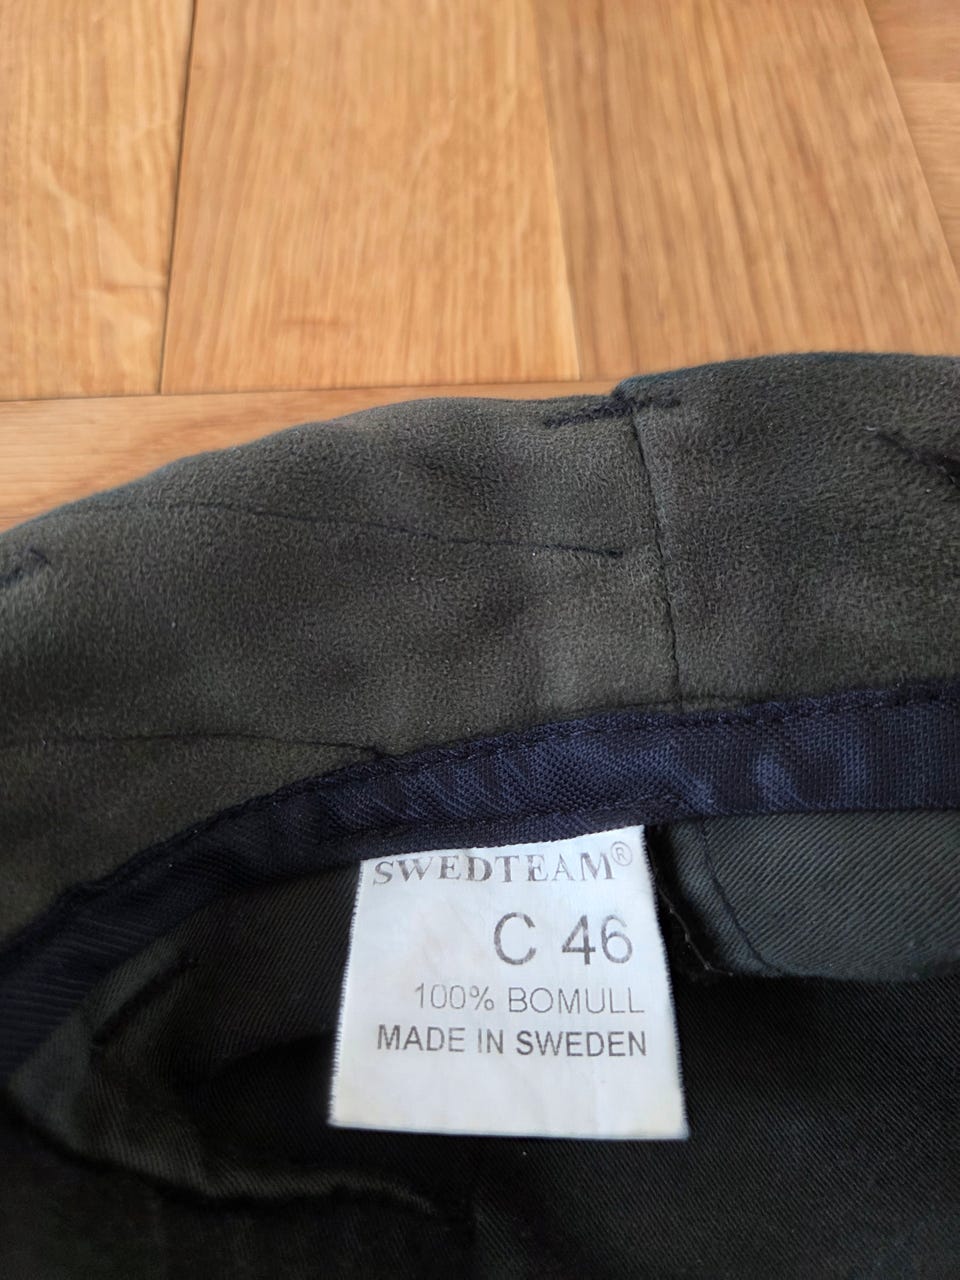 SWEDTEAM®
C 46
100% BOMULL
MADE IN SWEDEN